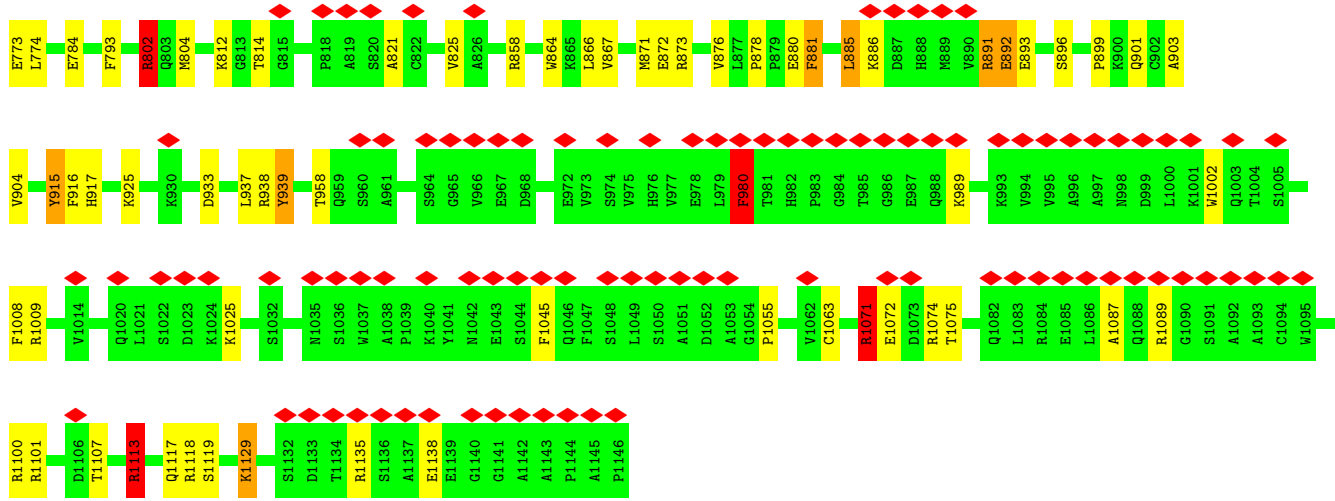 E773 L774 E784 F793 R802 Q803 M804 K812 G813 T814 G815 P818 A819 S820 A821 C822 V825 A826 R858 W864 K865 L866 V867 M871 E872 R873 V876 L877 P878 P879 E880 F881 L885 K886 D887 H888 M889 V890 R891 E892 E893 S896 P899 K900 Q901 C902 A903
V904 Y915 F916 H917 K925 K930 D933 L937 R938 Y939 T958 Q959 S960 A961 S964 G965 V966 E967 D968 E972 V973 S974 V975 H976 V977 E978 L979 F980 T981 H982 P983 G984 T985 G986 E987 Q988 K989 K993 V994 V995 A996 A997 N998 D999 L1000 K1001 W1002 Q1003 T1004 S1005
F1008 R1009 V1014 Q1020 L1021 S1022 D1023 K1024 K1025 S1032 N1035 S1036 W1037 A1038 P1039 K1040 Y1041 N1042 E1043 S1044 F1045 Q1046 F1047 S1048 L1049 S1050 A1051 D1052 A1053 G1054 P1055 V1062 C1063 R1071 E1072 D1073 R1074 T1075 Q1082 L1083 R1084 E1085 L1086 A1087 Q1088 R1089 G1090 S1091 A1092 A1093 C1094 W1095
R1100 R1101 D1106 T1107 R1113 Q1117 R1118 S1119 K1129 S1132 D1133 T1134 R1135 S1136 A1137 E1138 E1139 G1140 G1141 A1142 A1143 P1144 A1145 P1146